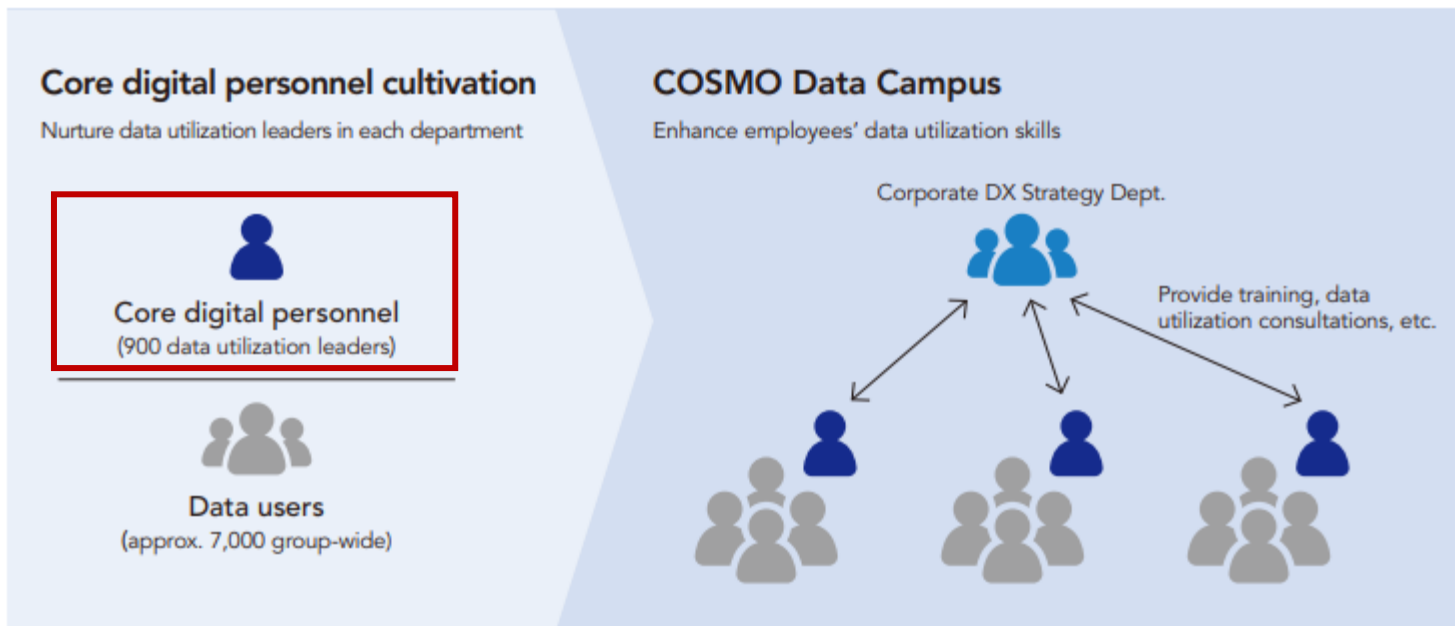 Core digital personnel cultivation
Nurture data utilization leaders in each department
Core digital personnel
(900 data utilization leaders)
Data users
(approx. 7,000 group-wide)
COSMO Data Campus
Enhance employees’ data utilization skills
Corporate DX Strategy Dept.
Provide training, data
utilization consultations, etc.